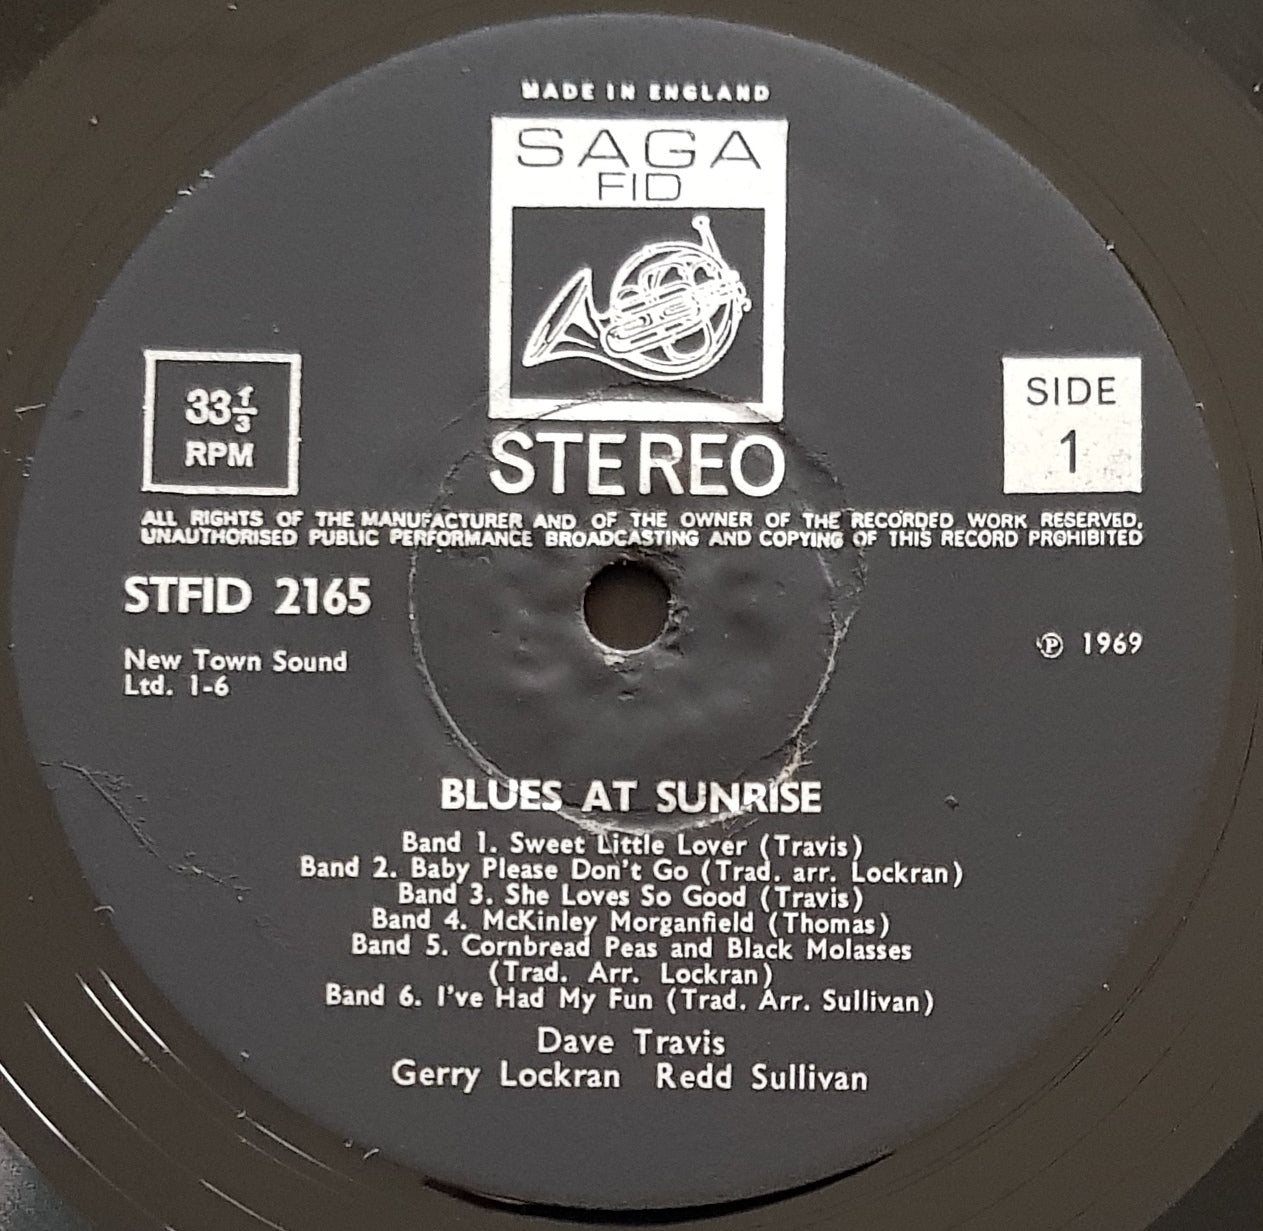 MADE IN ENGLAND
SAGA
FID
33 1/3
RPM
SIDE
1
STEREO
ALL RIGHTS OF THE MANUFACTURER AND OF THE OWNER OF THE RECORDED WORK RESERVED,
UNAUTHORISED PUBLIC PERFORMANCE BROADCASTING AND COPYING OF THIS RECORD PROHIBITED
STFID 2165
New Town Sound
Ltd. 1-6
℗ 1969
BLUES AT SUNRISE
Band 1. Sweet Little Lover (Travis)
Band 2. Baby Please Don't Go (Trad. arr. Lockran)
Band 3. She Loves So Good (Travis)
Band 4. McKinley Morganfield (Thomas)
Band 5. Cornbread Peas and Black Molasses
(Trad. Arr. Lockran)
Band 6. I've Had My Fun (Trad. Arr. Sullivan)
Dave Travis
Gerry Lockran Redd Sullivan